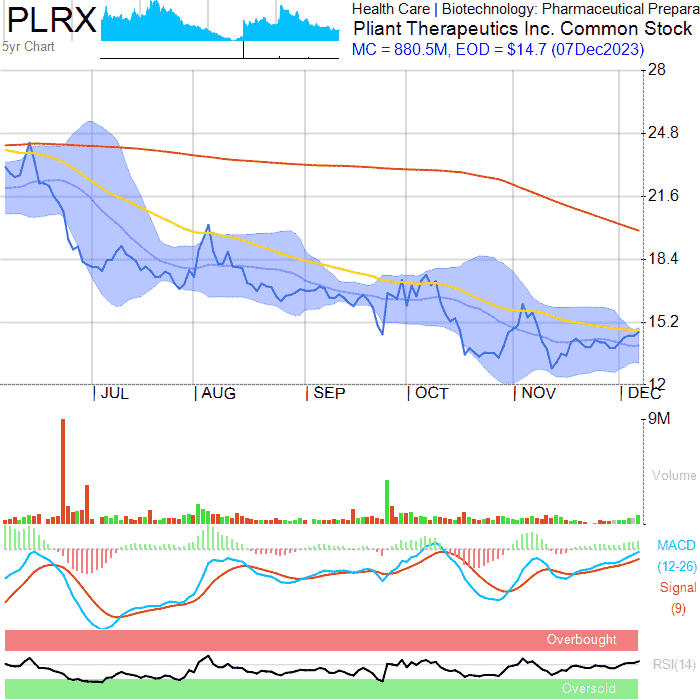 PLRX
5yr Chart
Health Care | Biotechnology: Pharmaceutical Prepara
Pliant Therapeutics Inc. Common Stock
MC = 880.5M, EOD = $14.7 (07Dec2023)
28
24.8
21.6
18.4
15.2
12
JUL AUG SEP OCT NOV DEC
9M
Volume
MACD
(12-26)
Signal
(9)
Overbought
RSI(14)
Oversold